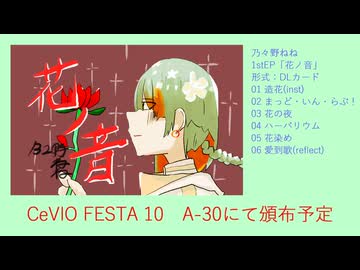 花ノ音
乃々野ねね
1stEP「花ノ音」
形式：DLカード
01 造花(inst)
02 まっど・いん・らぶ！
03 花の夜
04 ハーバリウム
05 花染め
06 愛到歌(reflect)
CeVIO FESTA 10　A-30にて頒布予定